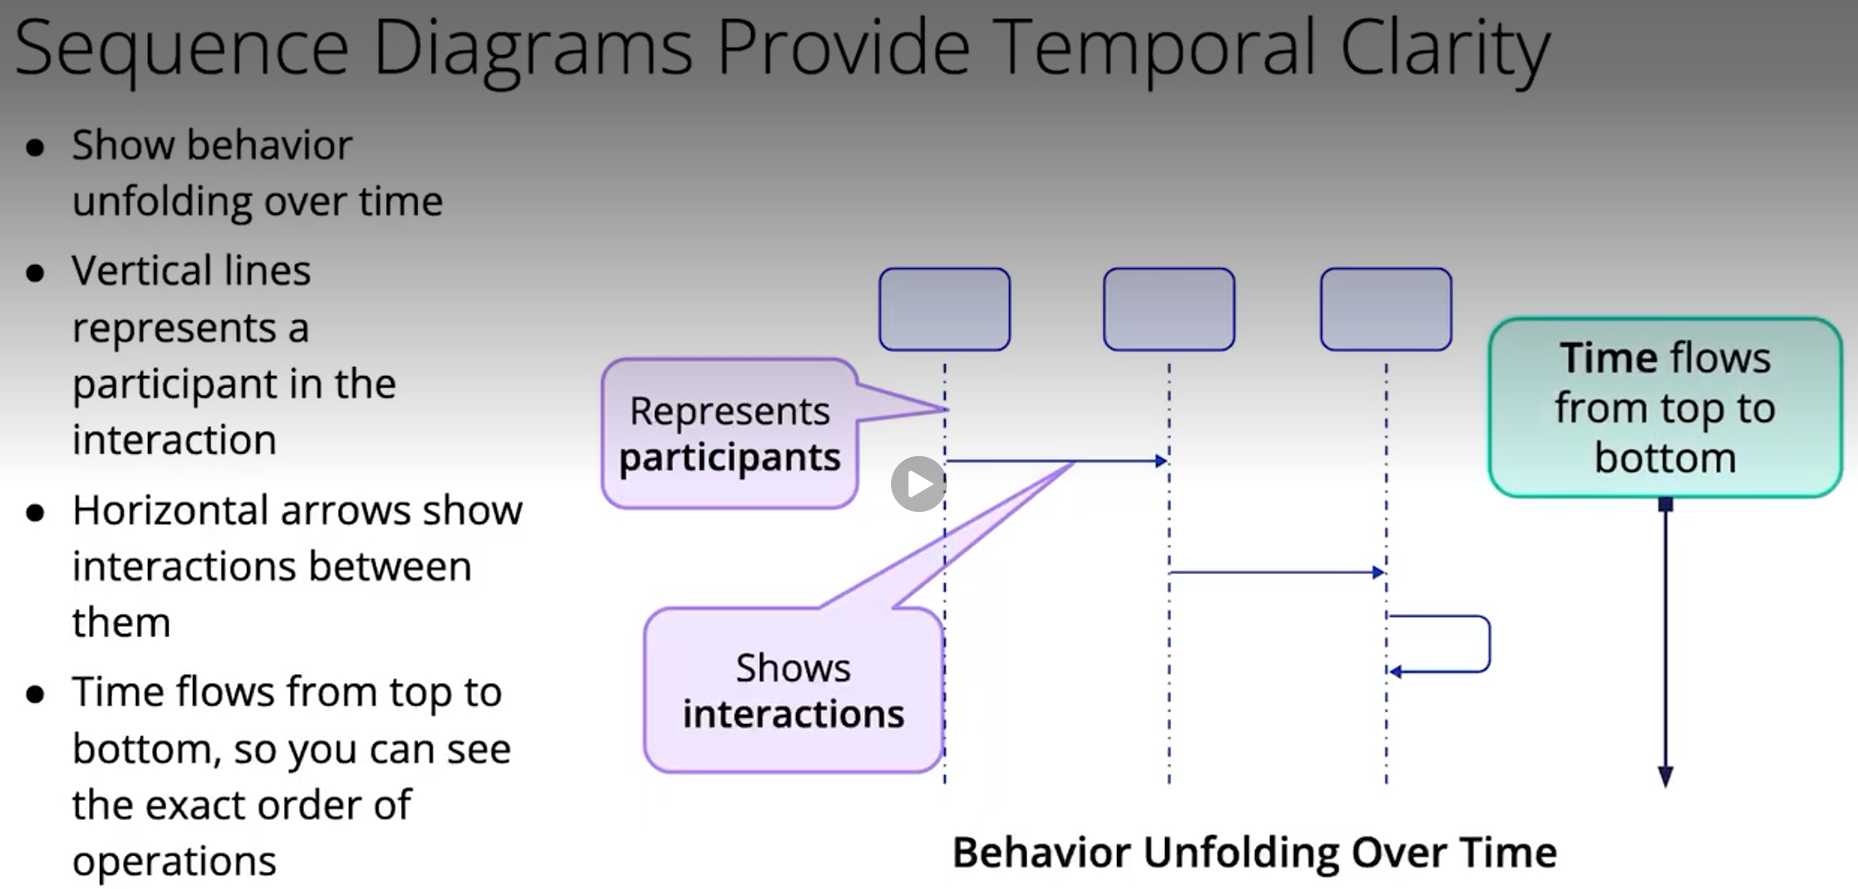 Sequence Diagrams Provide Temporal Clarity
● Show behavior
unfolding over time
● Vertical lines
represents a
participant in the
interaction
● Horizontal arrows show
interactions between
them
● Time flows from top to
bottom, so you can see
the exact order of
operations
Represents
participants
Shows
interactions
Time flows
from top to
bottom
Behavior Unfolding Over Time